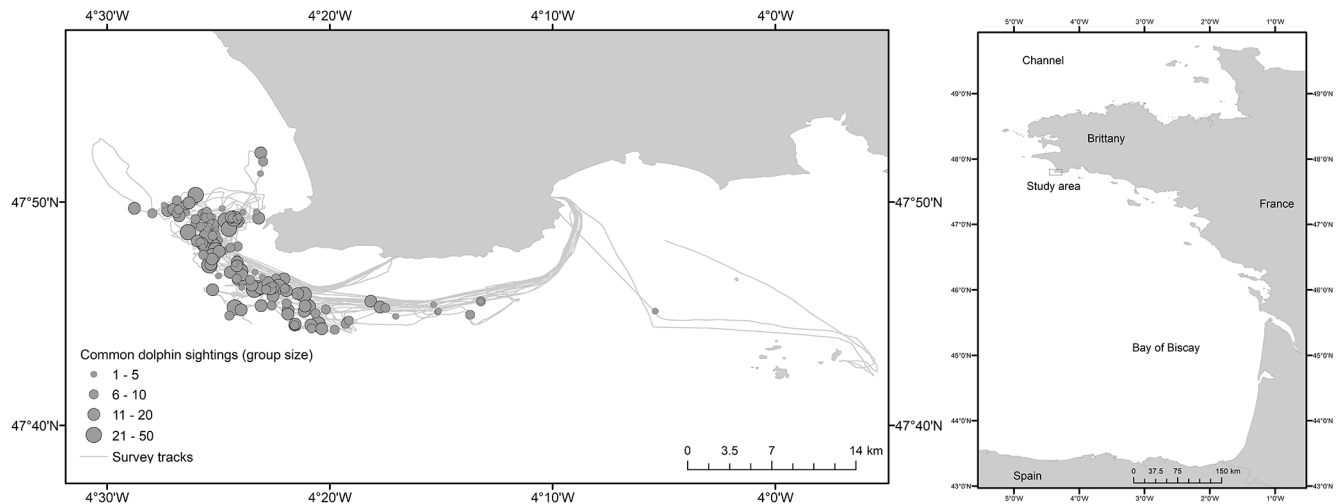 4°30'W 4°20'W 4°10'W 4°0'W
47°50'N 47°50'N
47°40'N 47°40'N
Common dolphin sightings (group size)
1 - 5
6 - 10
11 - 20
21 - 50
Survey tracks
0 3.5 7 14 km
4°30'W 4°20'W 4°10'W 4°0'W
5°0'W 4°0'W 3°0'W 2°0'W 1°0'W
Channel
49°0'N 49°0'N
Brittany
48°0'N 48°0'N
Study area
France
47°0'N 47°0'N
46°0'N 46°0'N
Bay of Biscay
45°0'N 45°0'N
44°0'N 44°0'N
Spain
0 37.5 75 150 km
43°0'N 43°0'N
5°0'W 4°0'W 3°0'W 2°0'W 1°0'W